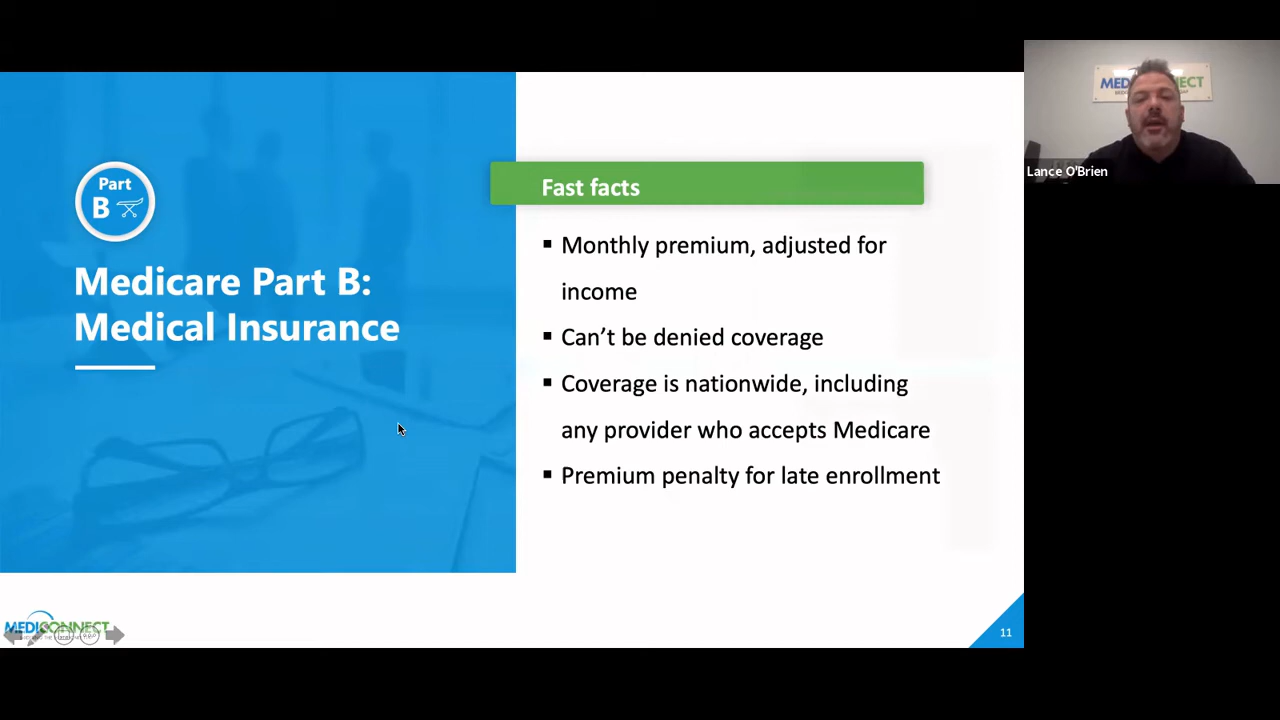 MEDICONNECT
Lance O'Brien
Part
B
Medicare Part B:
Medical Insurance
Fast facts
Monthly premium, adjusted for
income
Can’t be denied coverage
Coverage is nationwide, including
any provider who accepts Medicare
Premium penalty for late enrollment
MEDICONNECT
11